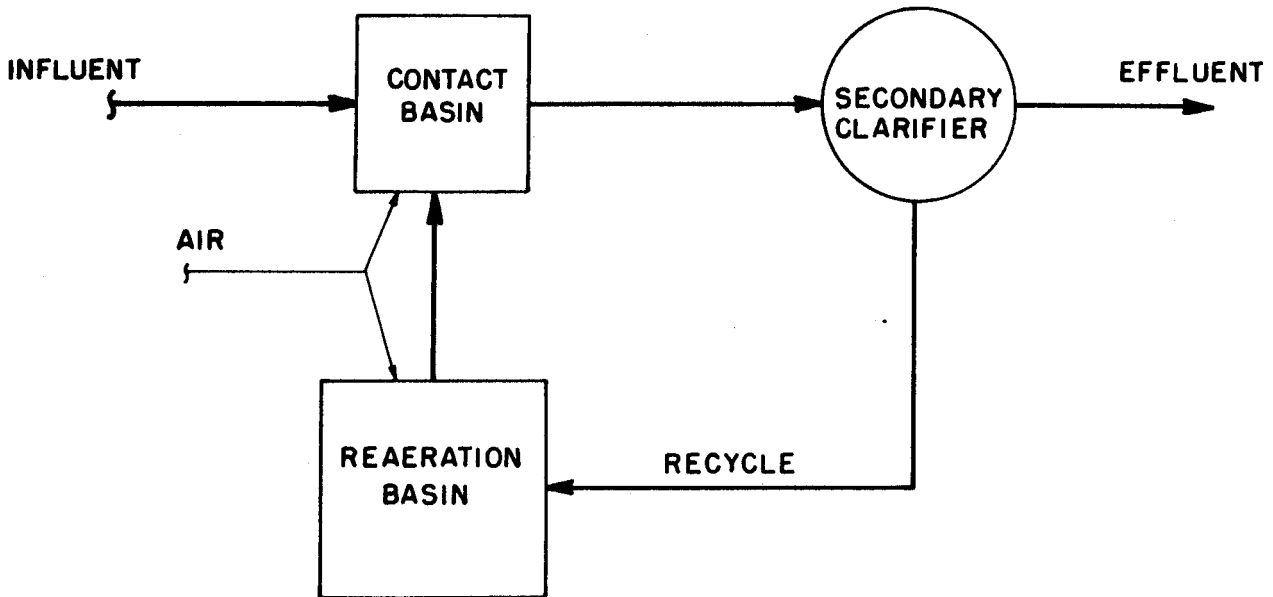 INFLUENT
CONTACT
BASIN
SECONDARY
CLARIFIER
EFFLUENT
AIR
REAERATION
BASIN
RECYCLE